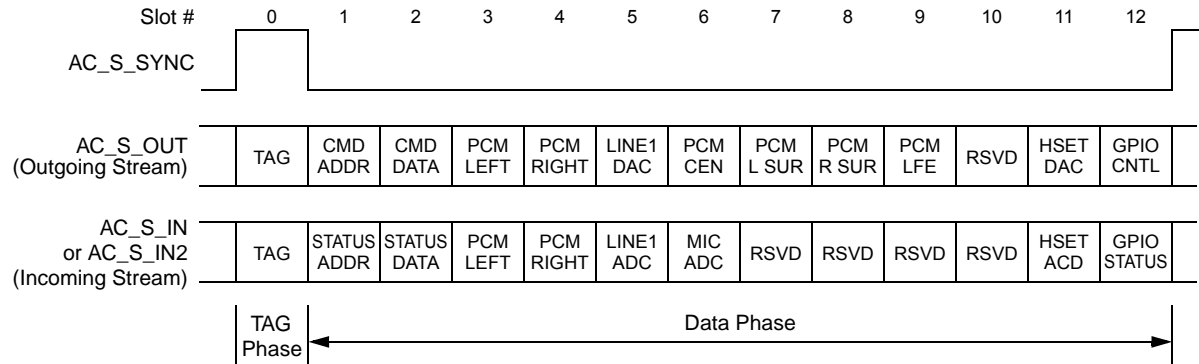 Slot # 0 1 2 3 4 5 6 7 8 9 10 11 12
AC_S_SYNC
AC_S_OUT
(Outgoing Stream)
TAG
CMD
ADDR
CMD
DATA
PCM
LEFT
PCM
RIGHT
LINE1
DAC
PCM
CEN
PCM
L SUR
PCM
R SUR
PCM
LFE
RSVD
HSET
DAC
GPIO
CNTL
AC_S_IN
or AC_S_IN2
(Incoming Stream)
TAG
STATUS
ADDR
STATUS
DATA
PCM
LEFT
PCM
RIGHT
LINE1
ADC
MIC
ADC
RSVD
RSVD
RSVD
RSVD
HSET
ACD
GPIO
STATUS
TAG
Phase
Data Phase